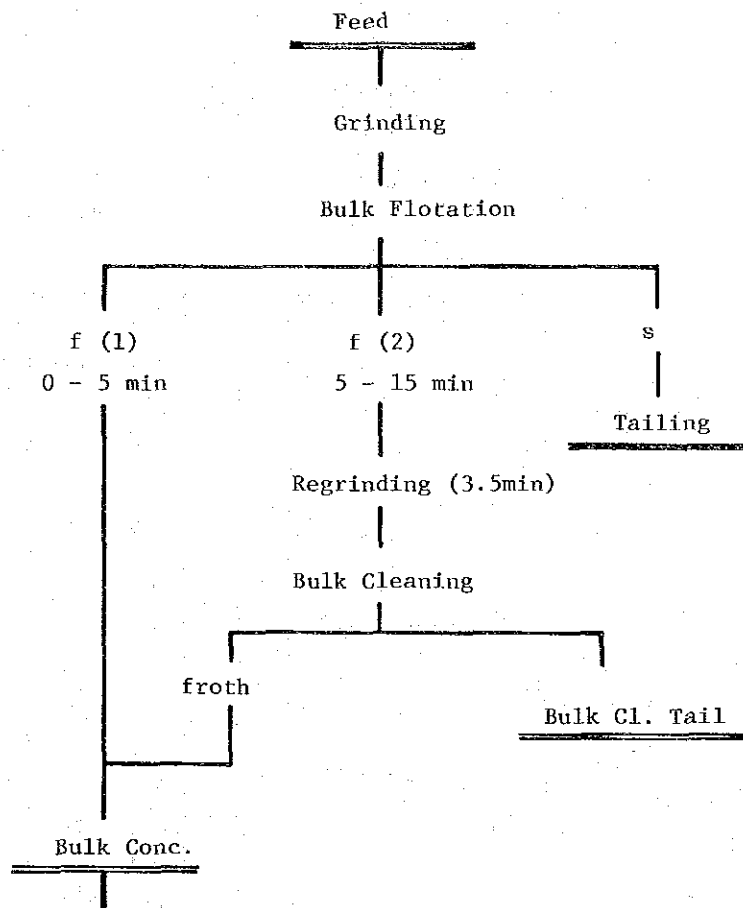 Feed
Grinding
Bulk Flotation
f (1)
0 - 5 min
f (2)
5 - 15 min
s
Tailing
Regrinding (3.5min)
Bulk Cleaning
froth
Bulk Cl. Tail
Bulk Conc.